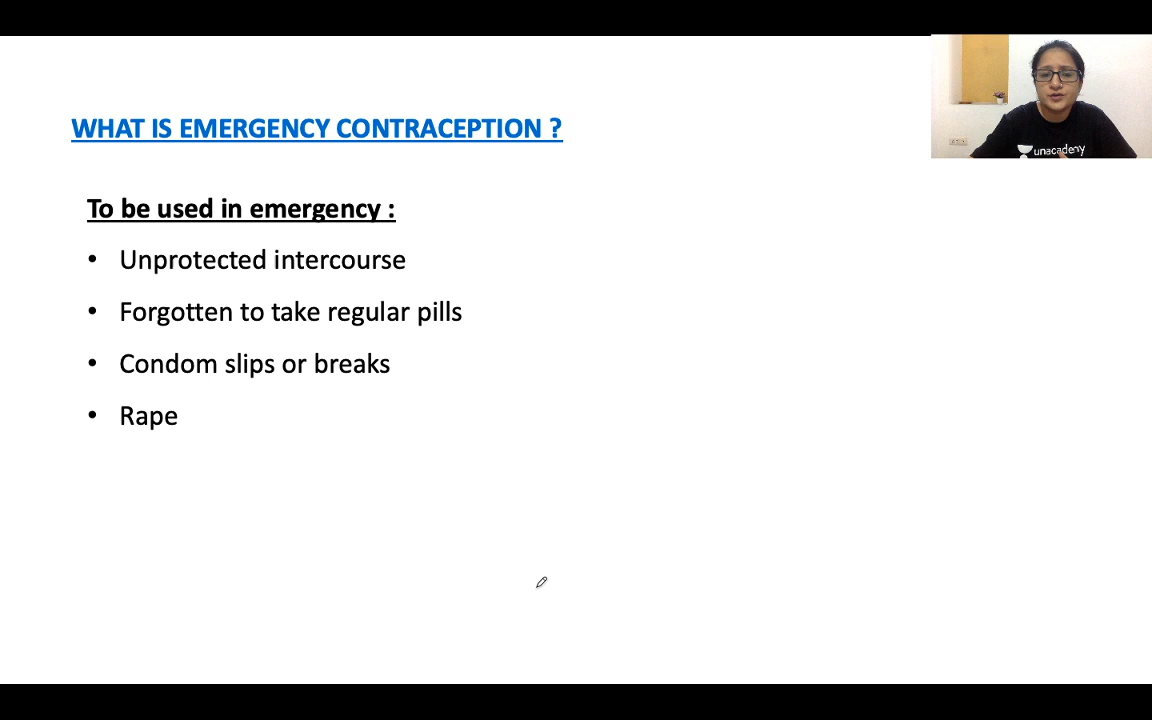 WHAT IS EMERGENCY CONTRACEPTION ?
unacademy
To be used in emergency :
• Unprotected intercourse
• Forgotten to take regular pills
• Condom slips or breaks
• Rape